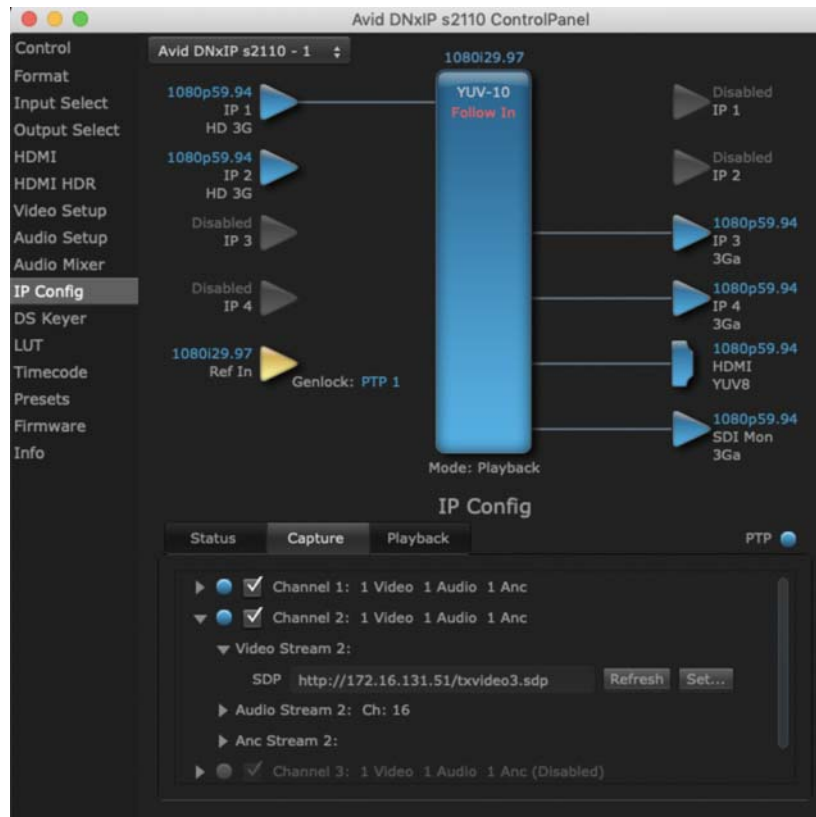 Avid DNxIP s2110 ControlPanel
Control
Format
Input Select
Output Select
HDMI
HDMI HDR
Video Setup
Audio Setup
Audio Mixer
IP Config
DS Keyer
LUT
Timecode
Presets
Firmware
Info
Avid DNxIP s2110 - 1
1080p59.94
IP 1
HD 3G
1080p59.94
IP 2
HD 3G
Disabled
IP 3
Disabled
IP 4
1080i29.97
Ref In
Genlock: PTP 1
1080i29.97
YUV-10
Follow In
Mode: Playback
Disabled
IP 1
Disabled
IP 2
1080p59.94
IP 3
3Ga
1080p59.94
IP 4
3Ga
1080p59.94
HDMI
YUV8
1080p59.94
SDI Mon
3Ga
IP Config
Status Capture Playback PTP
Channel 1: 1 Video 1 Audio 1 Anc
Channel 2: 1 Video 1 Audio 1 Anc
Video Stream 2:
SDP http://172.16.131.51/txvideo3.sdp Refresh Set...
Audio Stream 2: Ch: 16
Anc Stream 2:
Channel 3: 1 Video 1 Audio 1 Anc (Disabled)